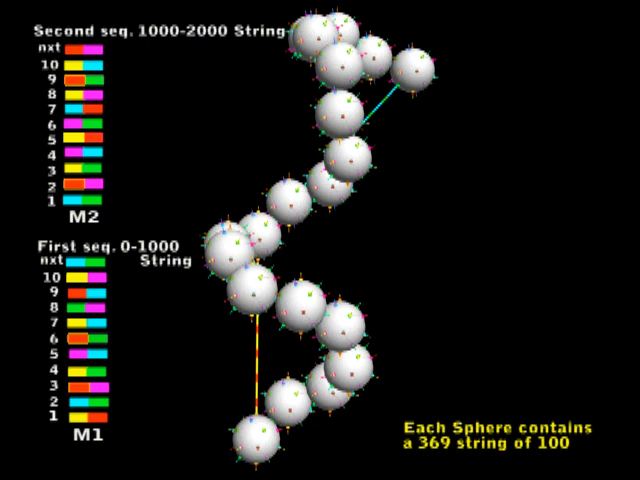 Second seq. 1000-2000 String
nxt
10
9
8
7
6
5
4
3
2
1
M2
First seq. 0-1000
String
nxt
10
9
8
7
6
5
4
3
2
1
M1
Each Sphere contains
a 369 string of 100